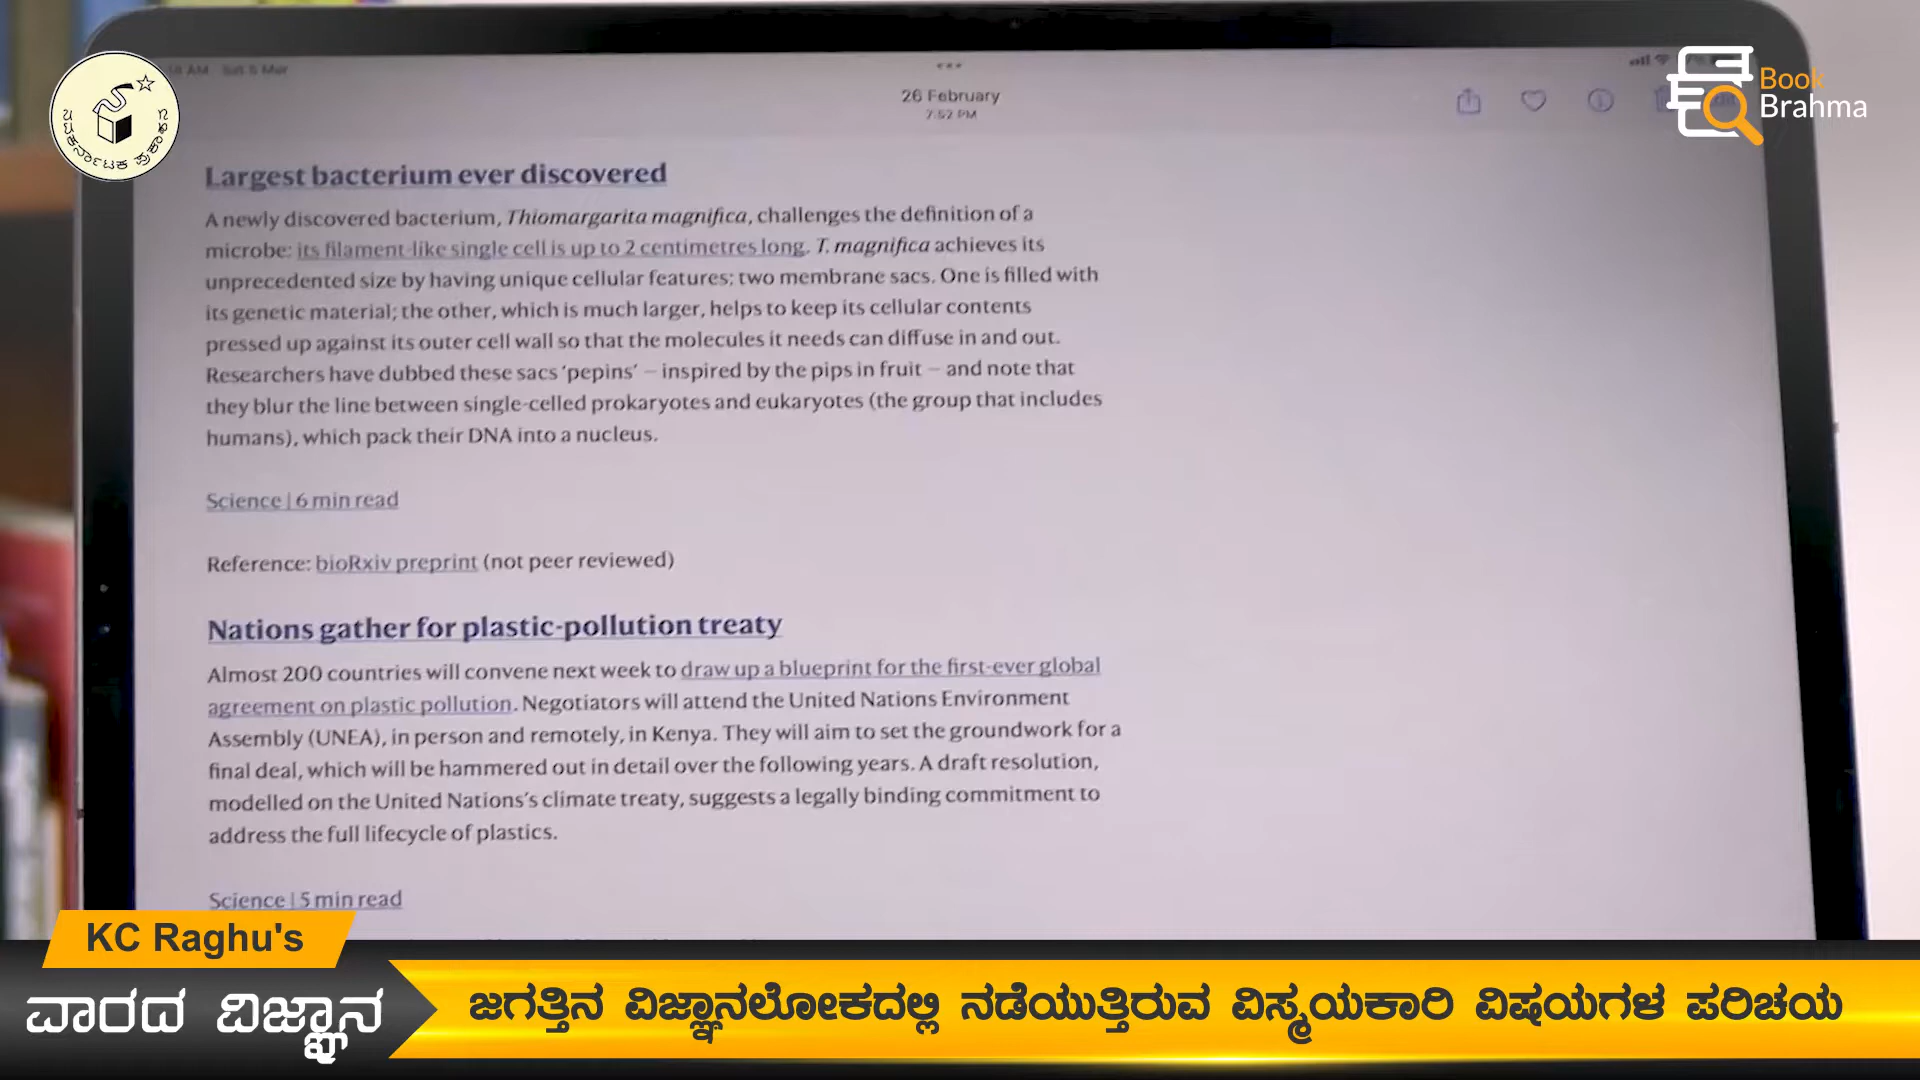 ನವಕರ್ನಾಟಕ ಪ್ರಕಾಶನ
AM Sun 6 Mar
26 February
7:52 PM
Book
Brahma
Largest bacterium ever discovered
A newly discovered bacterium, Thiomargarita magnifica, challenges the definition of a
microbe: its filament-like single cell is up to 2 centimetres long. T. magnifica achieves its
unprecedented size by having unique cellular features: two membrane sacs. One is filled with
its genetic material; the other, which is much larger, helps to keep its cellular contents
pressed up against its outer cell wall so that the molecules it needs can diffuse in and out.
Researchers have dubbed these sacs ‘pepins’ — inspired by the pips in fruit — and note that
they blur the line between single-celled prokaryotes and eukaryotes (the group that includes
humans), which pack their DNA into a nucleus.
Science | 6 min read
Reference: bioRxiv preprint (not peer reviewed)
Nations gather for plastic-pollution treaty
Almost 200 countries will convene next week to draw up a blueprint for the first-ever global
agreement on plastic pollution. Negotiators will attend the United Nations Environment
Assembly (UNEA), in person and remotely, in Kenya. They will aim to set the groundwork for a
final deal, which will be hammered out in detail over the following years. A draft resolution,
modelled on the United Nations’s climate treaty, suggests a legally binding commitment to
address the full lifecycle of plastics.
Science | 5 min read
KC Raghu's
ವಾರದ ವಿಜ್ಞಾನ
ಜಗತ್ತಿನ ವಿಜ್ಞಾನಲೋಕದಲ್ಲಿ ನಡೆಯುತ್ತಿರುವ ವಿಸ್ಮಯಕಾರಿ ವಿಷಯಗಳ ಪರಿಚಯ